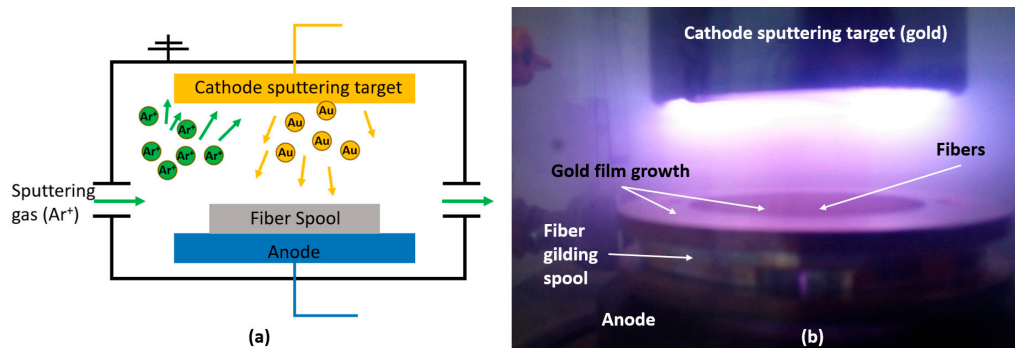 Cathode sputtering target
Ar⁺
Ar⁺
Ar⁺
Ar⁺
Ar⁺
Ar⁺
Au
Au
Au
Au
Au
Sputtering
gas (Ar⁺)
Fiber Spool
Anode
(a)
Cathode sputtering target (gold)
Fibers
Gold film growth
Fiber
gilding
spool
Anode
(b)